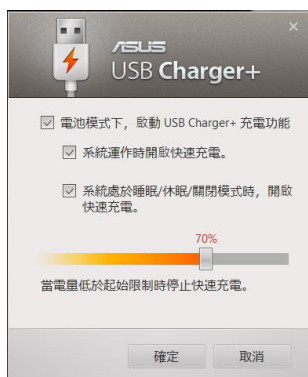 ASUS
USB Charger+
電池模式下，啟動 USB Charger+ 充電功能
系統運作時開啟快速充電。
系統處於睡眠/休眠/關閉模式時，開啟
快速充電。
70%
當電量低於起始限制時停止快速充電。
確定 取消